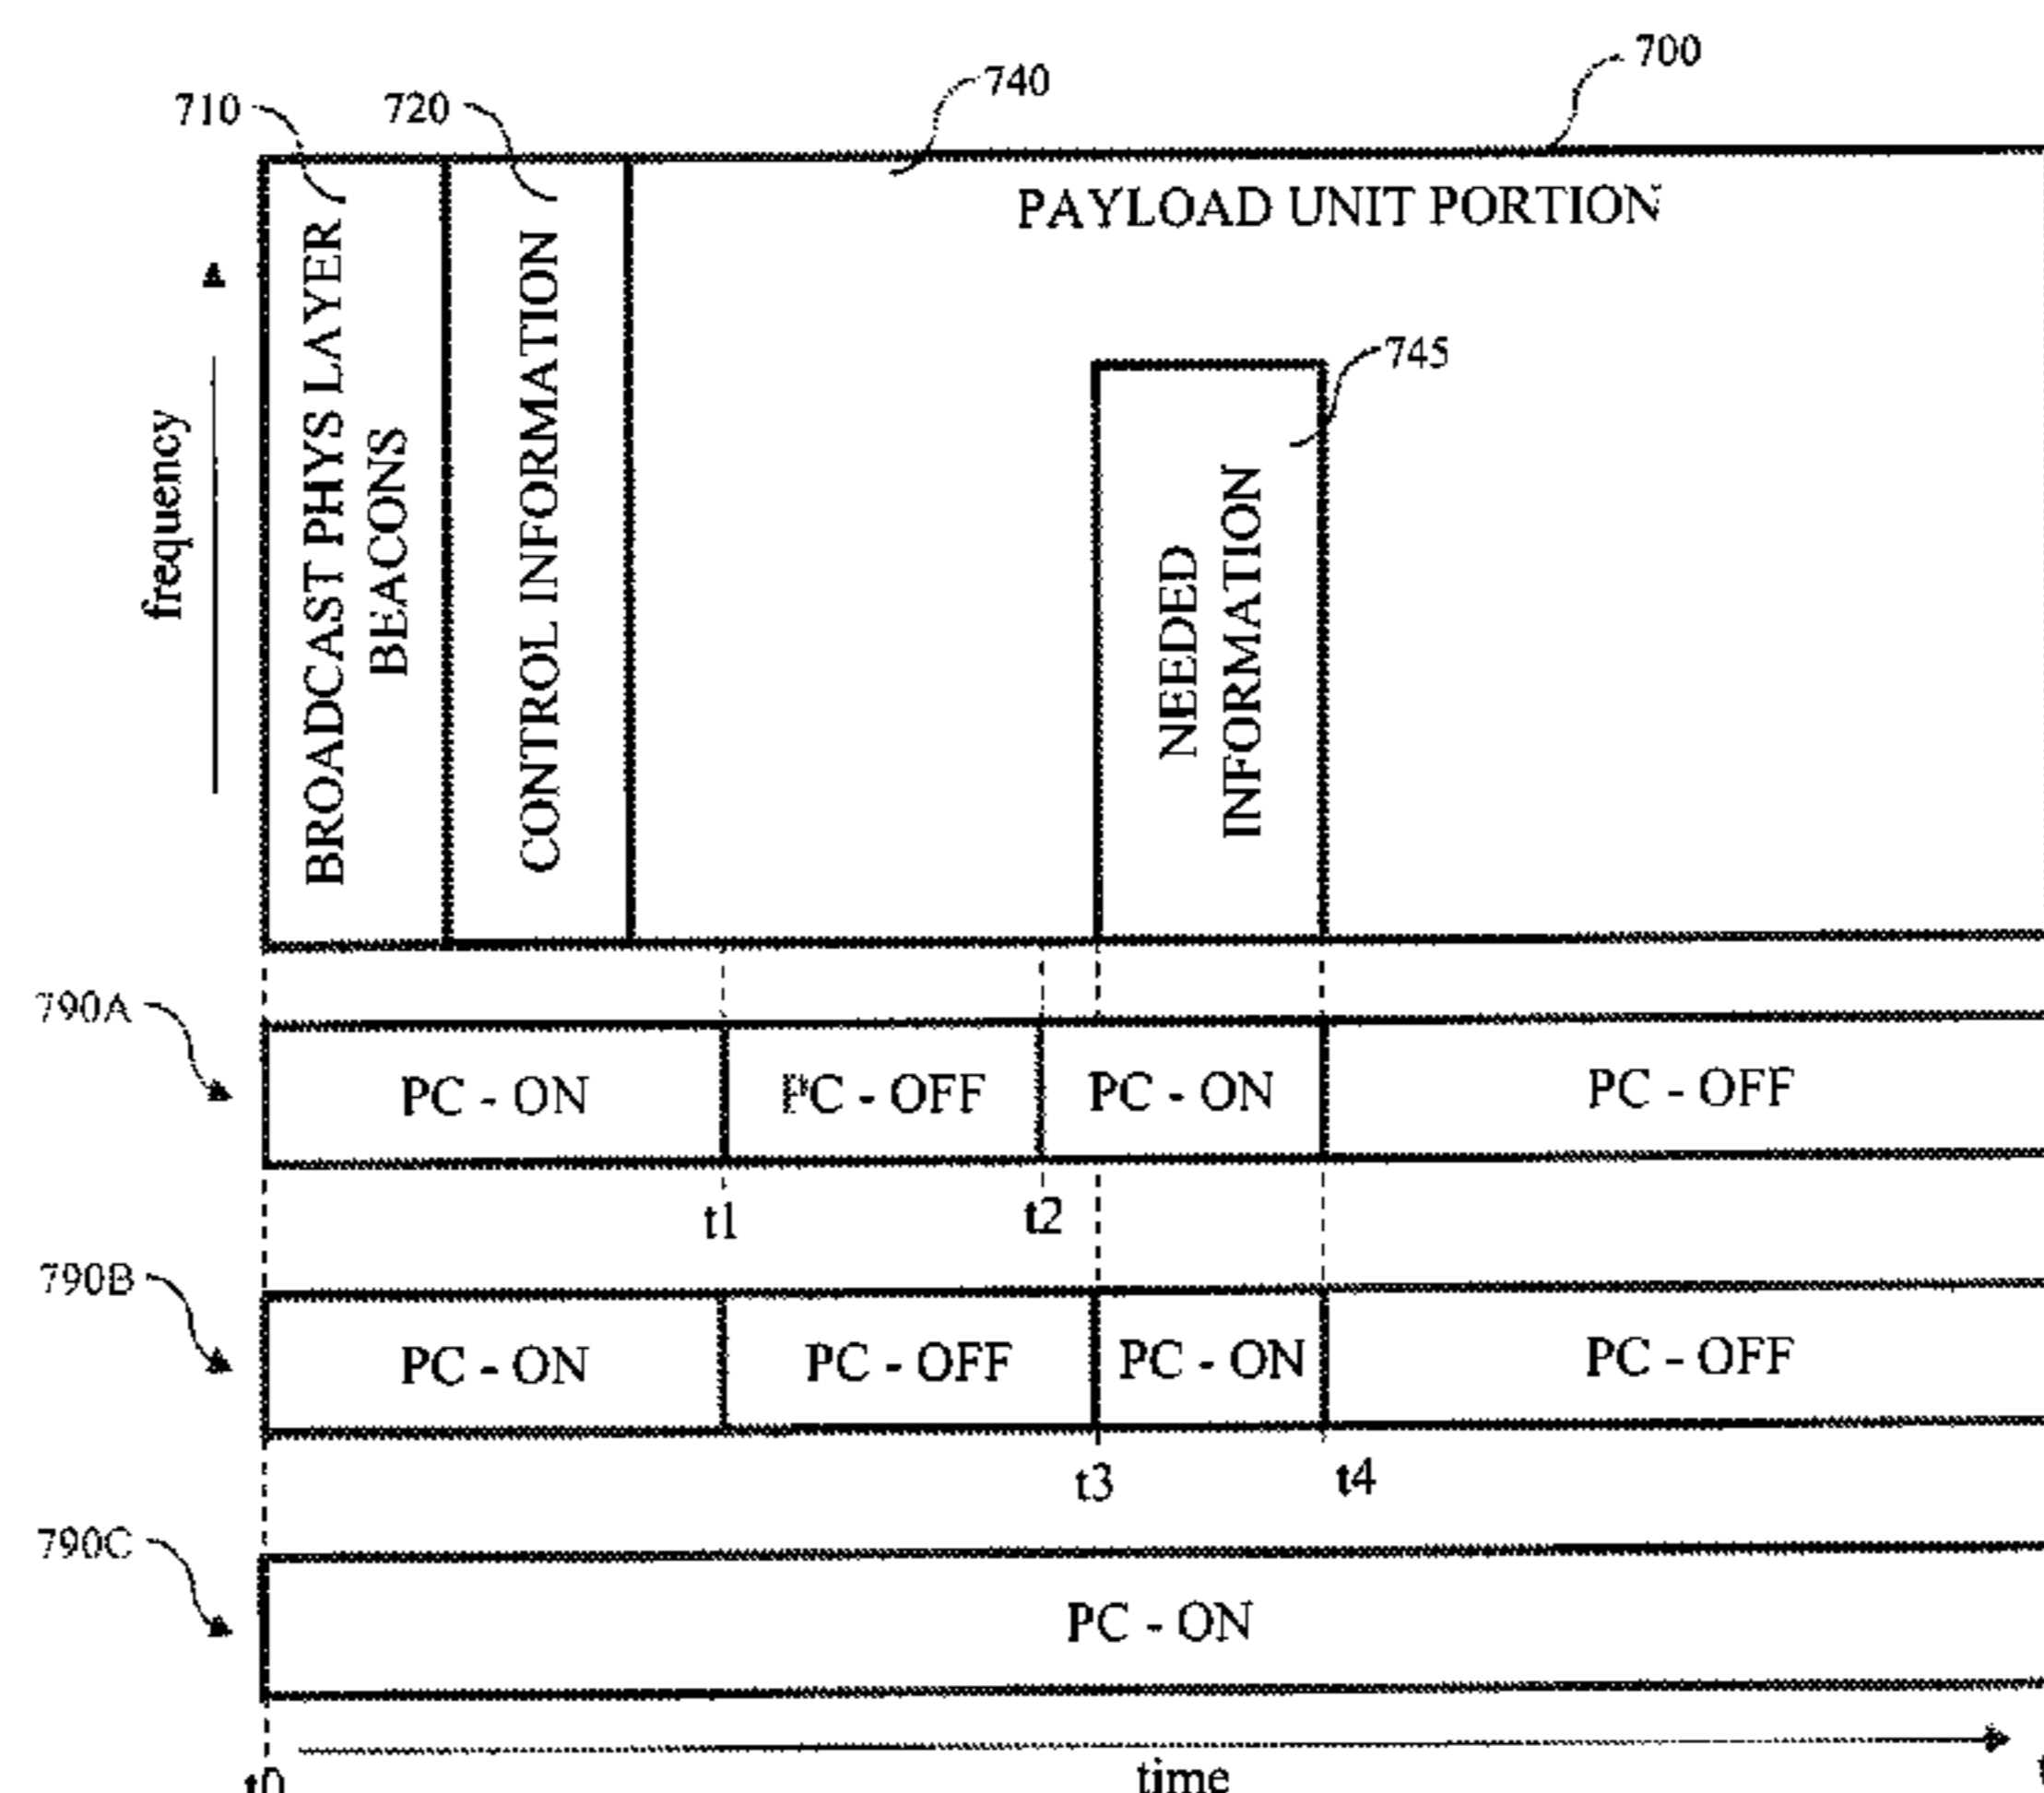 700
740
710
720
PAYLOAD UNIT PORTION
745
BROADCAST PHYS LAYER
BEACONS
CONTROL INFORMATION
NEEDED
INFORMATION
frequency
790A
PC - ON
PC - OFF
PC - ON
PC - OFF
t1
t2
790B
PC - ON
PC - OFF
PC - ON
PC - OFF
t3
t4
790C
PC - ON
t0
time